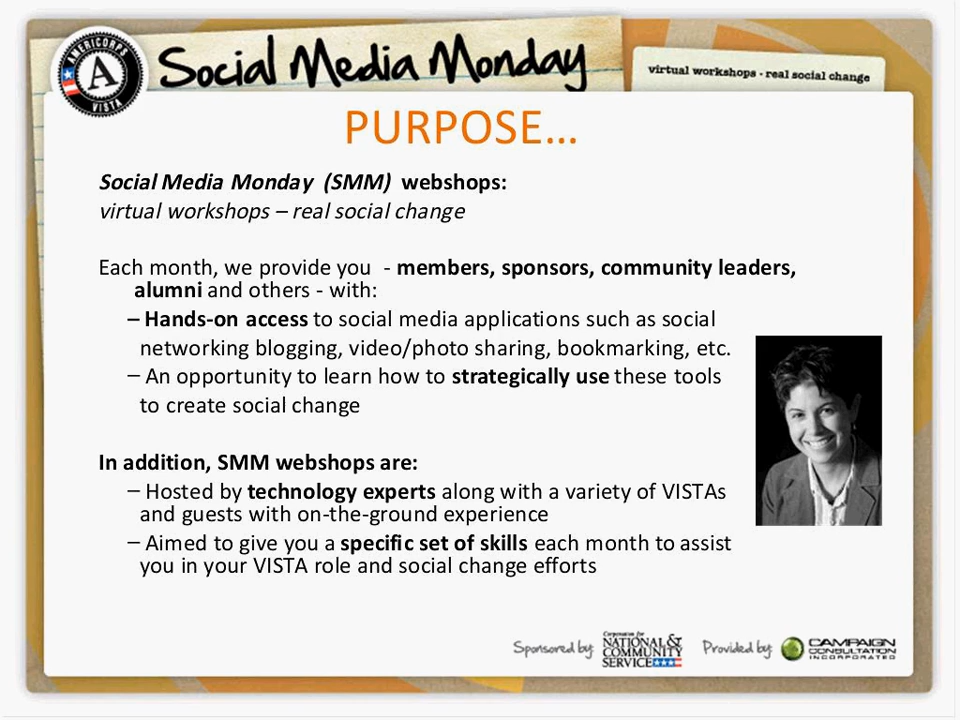 AMERICORPS
A
VISTA
Social Media Monday
virtual workshops · real social change
PURPOSE…
Social Media Monday (SMM) webshops:
virtual workshops – real social change
Each month, we provide you - members, sponsors, community leaders,
alumni and others - with:
– Hands-on access to social media applications such as social
networking blogging, video/photo sharing, bookmarking, etc.
– An opportunity to learn how to strategically use these tools
to create social change
In addition, SMM webshops are:
– Hosted by technology experts along with a variety of VISTAs
and guests with on-the-ground experience
– Aimed to give you a specific set of skills each month to assist
you in your VISTA role and social change efforts
Sponsored by:
Corporation for
NATIONAL &
COMMUNITY
SERVICE
Provided by:
CAMPAIGN
CONSULTATION
INCORPORATED